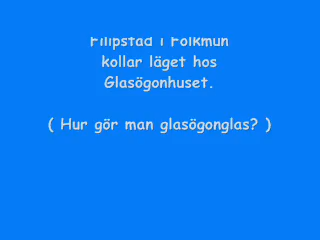 Filipstad i Folkmun
kollar läget hos
Glasögonhuset.
( Hur gör man glasögonglas? )